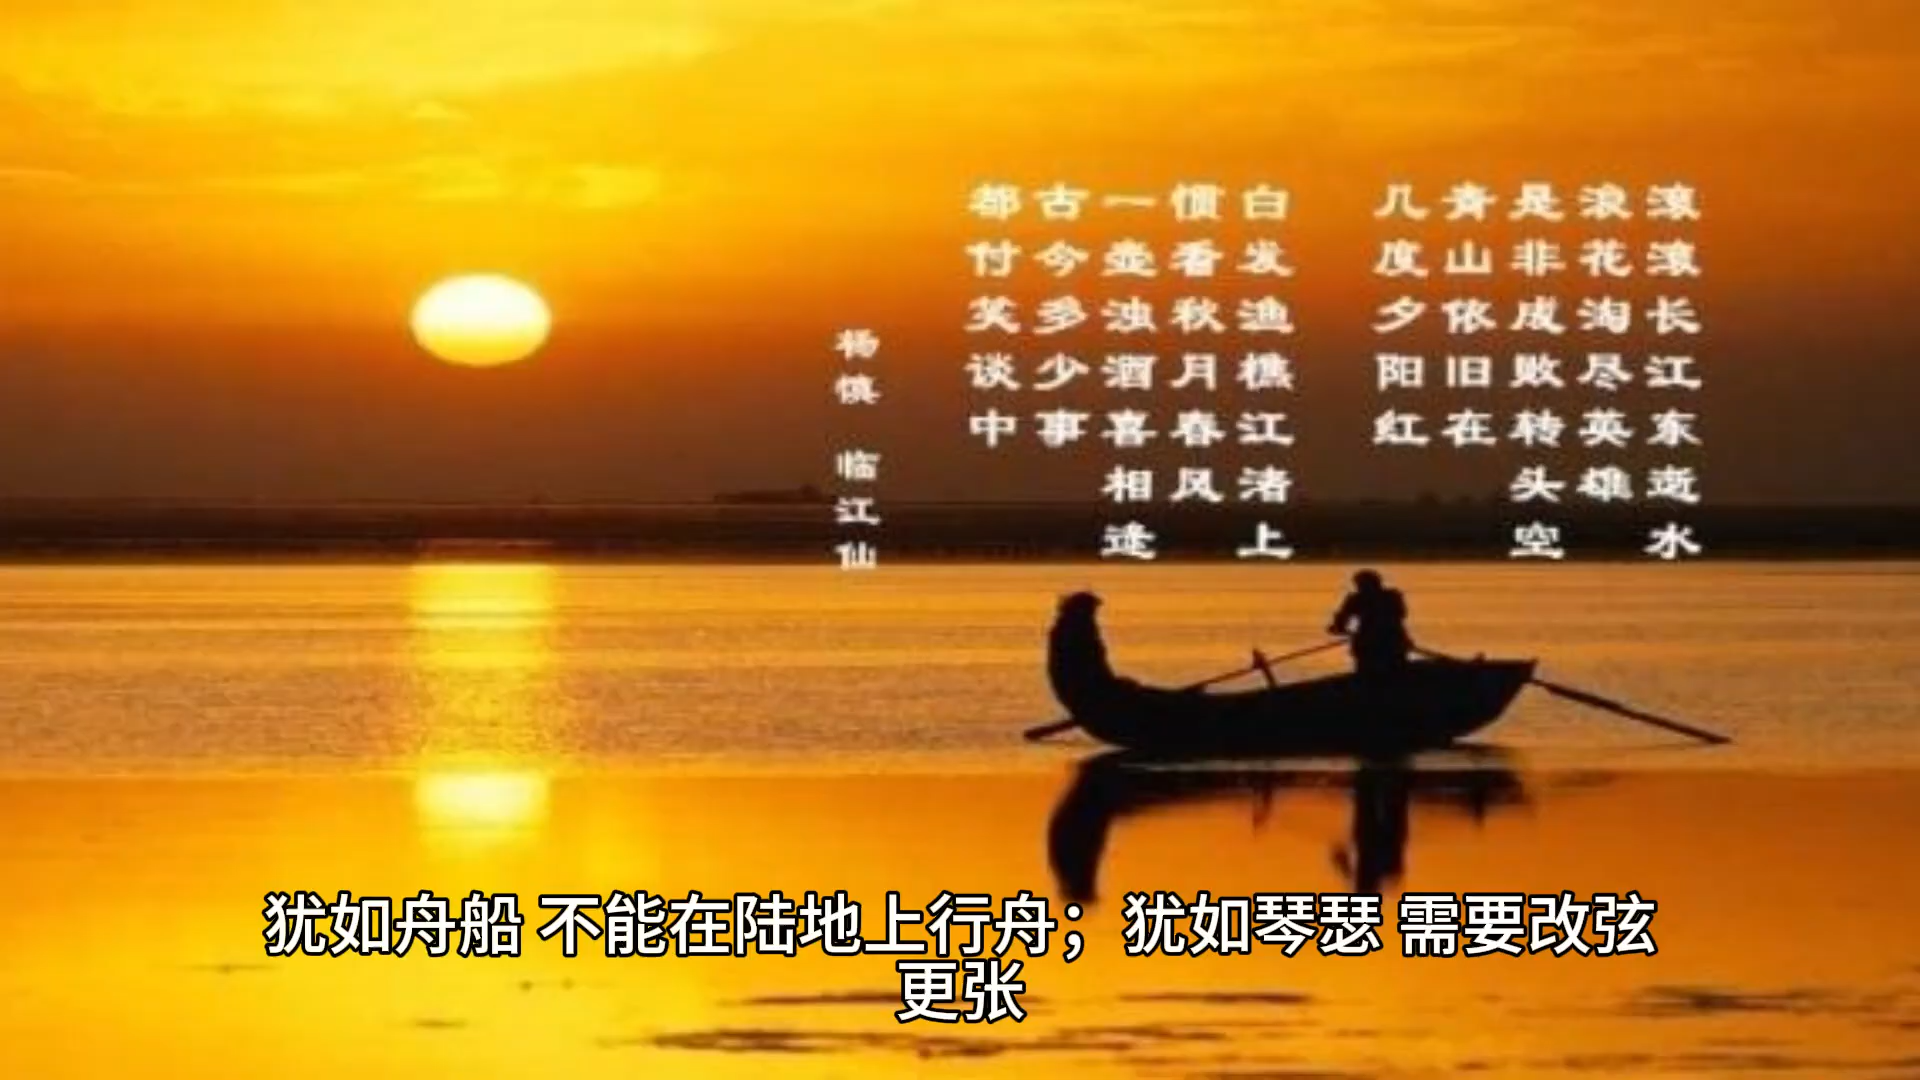 滚滚长江东逝水
浪花淘尽英雄
是非成败转头空
青山依旧在
几度夕阳红
白发渔樵江渚上
惯看秋月春风
一壶浊酒喜相逢
古今多少事
都付笑谈中
杨慎 临江仙
犹如舟船 不能在陆地上行舟；犹如琴瑟 需要改弦
更张